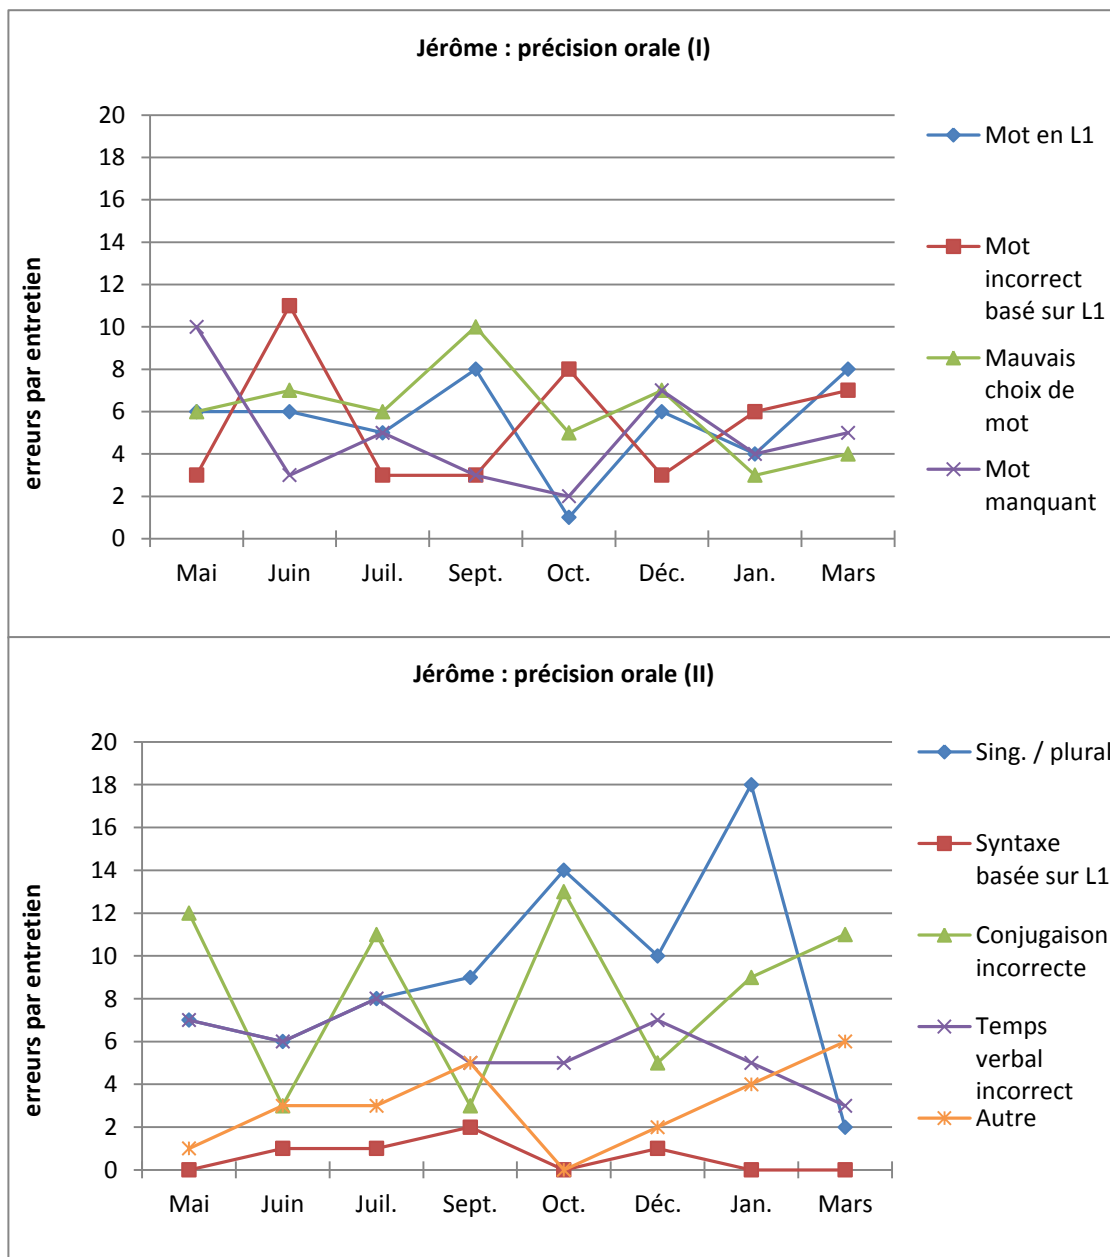 Jérôme : précision orale (I)
erreurs par entretien
20
18
16
14
12
10
8
6
4
2
0
Mai Juin Juil. Sept. Oct. Déc. Jan. Mars
Mot en L1
Mot
incorrect
basé sur L1
Mauvais
choix de
mot
Mot
manquant
Jérôme : précision orale (II)
erreurs par entretien
20
18
16
14
12
10
8
6
4
2
0
Mai Juin Juil. Sept. Oct. Déc. Jan. Mars
Sing. / plural
Syntaxe
basée sur L1
Conjugaison
incorrecte
Temps
verbal
incorrect
Autre